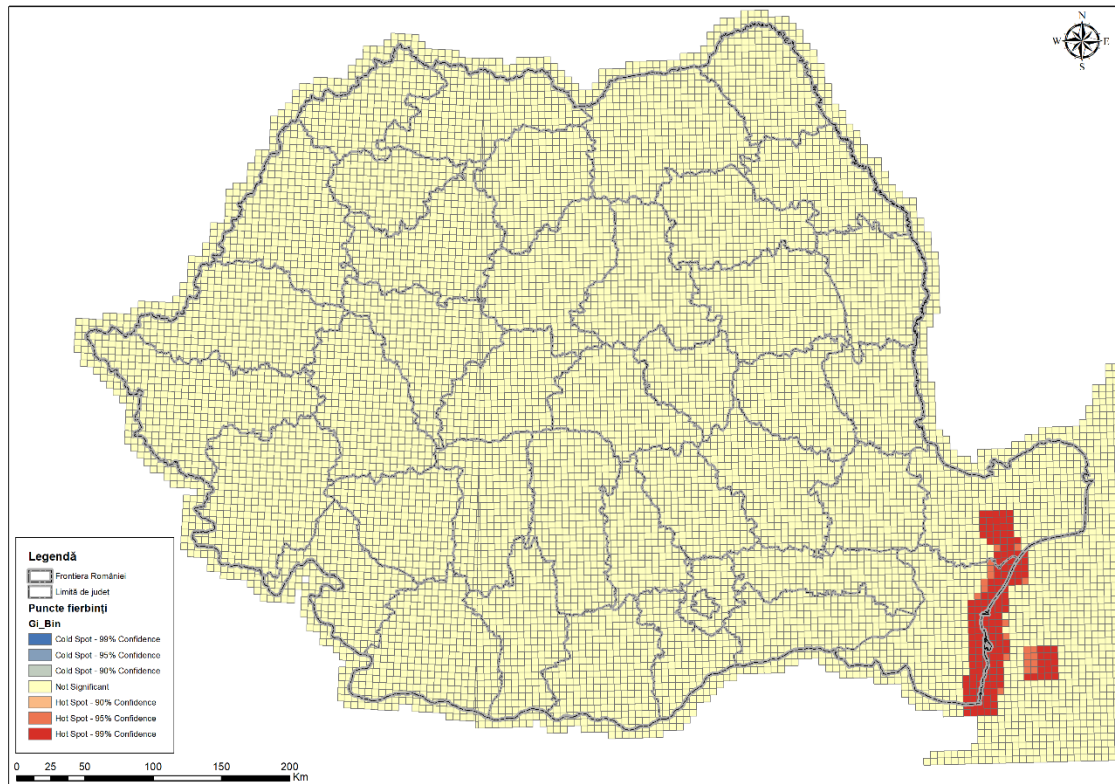 N
W E
S
Legendă
Frontiera României
Limită de județ
Puncte fierbinți
Gi_Bin
Cold Spot - 99% Confidence
Cold Spot - 95% Confidence
Cold Spot - 90% Confidence
Not Significant
Hot Spot - 90% Confidence
Hot Spot - 95% Confidence
Hot Spot - 99% Confidence
0 25 50 100 150 200
Km